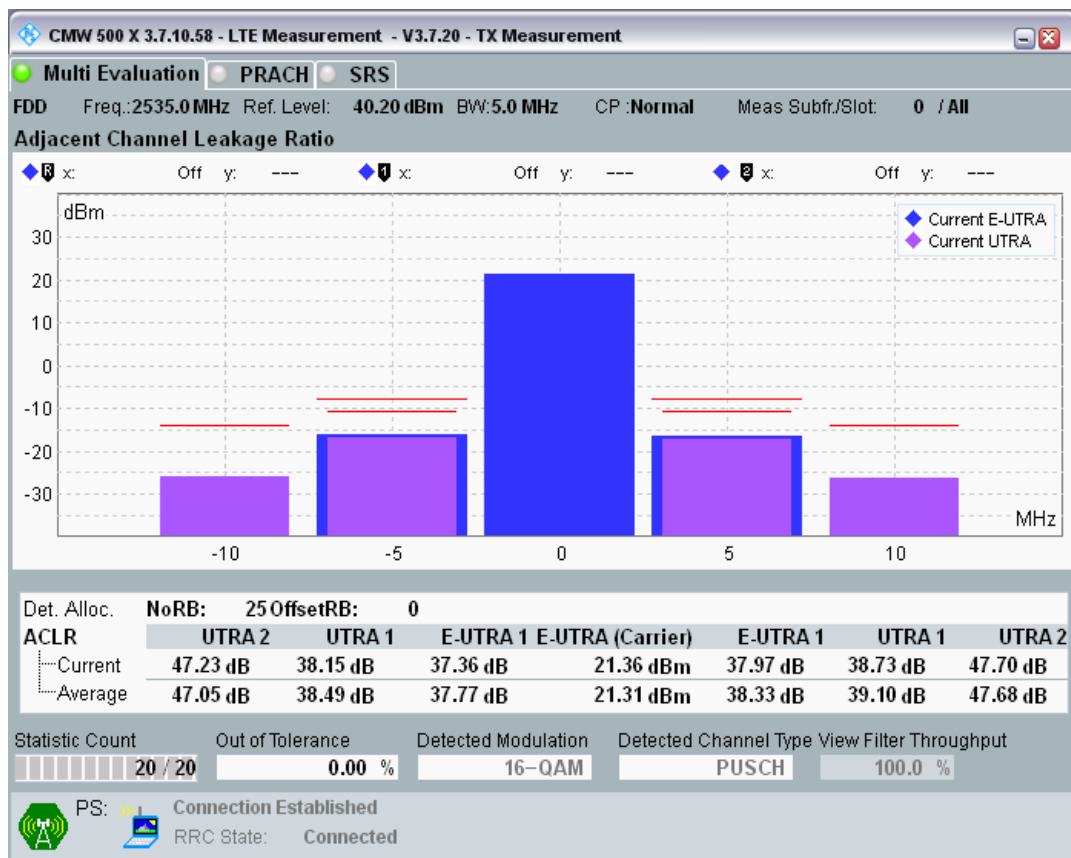 CMW 500 X 3.7.10.58 - LTE Measurement - V3.7.20 - TX Measurement
Multi Evaluation PRACH SRS
FDD Freq.:2535.0 MHz Ref. Level: 40.20 dBm BW:5.0 MHz CP :Normal Meas Subfr./Slot: 0 / All
Adjacent Channel Leakage Ratio
R x: Off y: --- 1 x: Off y: --- 2 x: Off y: ---
dBm
Current E-UTRA
Current UTRA
30
20
10
0
-10
-20
-30
MHz
-10 -5 0 5 10
Det. Alloc. NoRB: 25 OffsetRB: 0
ACLR UTRA 2 UTRA 1 E-UTRA 1 E-UTRA (Carrier) E-UTRA 1 UTRA 1 UTRA 2
Current 47.23 dB 38.15 dB 37.36 dB 21.36 dBm 37.97 dB 38.73 dB 47.70 dB
Average 47.05 dB 38.49 dB 37.77 dB 21.31 dBm 38.33 dB 39.10 dB 47.68 dB
Statistic Count Out of Tolerance Detected Modulation Detected Channel Type View Filter Throughput
20 / 20 0.00 % 16-QAM PUSCH 100.0 %
PS: Connection Established
RRC State: Connected